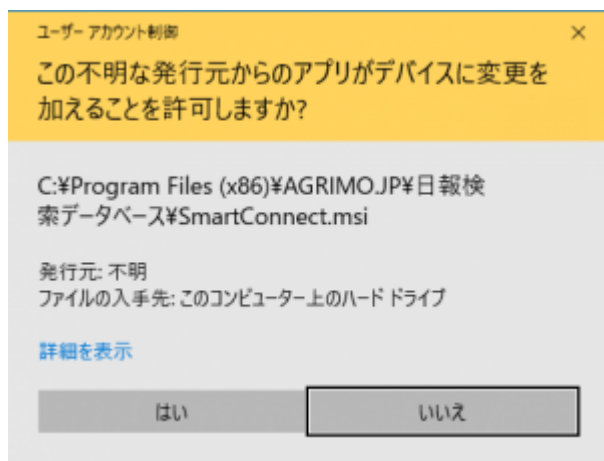 ユーザー アカウント制御
この不明な発行元からのアプリがデバイスに変更を
加えることを許可しますか?
C:¥Program Files (x86)¥AGRIMO.JP¥日報検
索データベース¥SmartConnect.msi
発行元: 不明
ファイルの入手先: このコンピューター上のハード ドライブ
詳細を表示
はい
いいえ